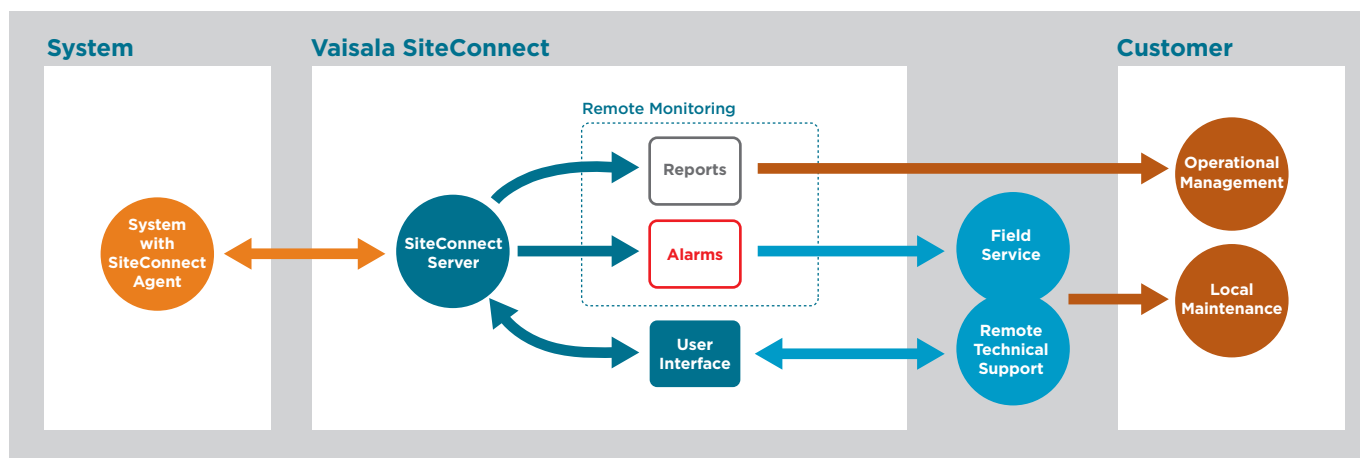 System
Vaisala SiteConnect
Customer
Remote Monitoring
Reports
Operational
Management
System
with
SiteConnect
Agent
SiteConnect
Server
Alarms
Field
Service
Local
Maintenance
User
Interface
Remote
Technical
Support